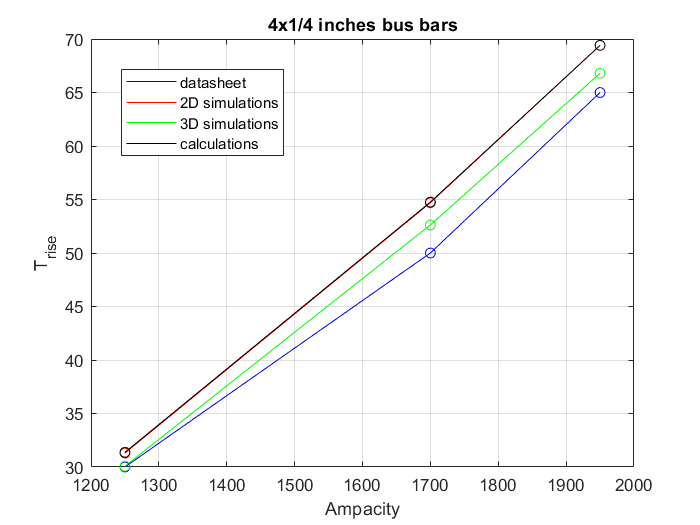 4x1/4 inches bus bars
70
65
60
55
50
45
40
35
30
T_rise
datasheet
2D simulations
3D simulations
calculations
1200 1300 1400 1500 1600 1700 1800 1900 2000
Ampacity